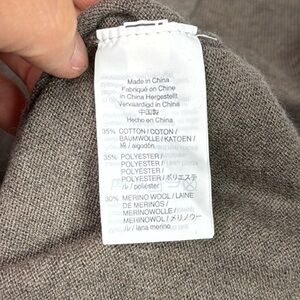 Made in China
Fabriqué en Chine
in China Hergestellt
Vervaardigd in China
中国製
Hecho en China
35% COTTON / COTON /
BAUMWOLLE / KATOEN /
綿 / algodón
35% POLYESTER /
POLYESTER /
POLYESTER /
POLYESTER / ポリエステ
ル / poliéster
30% MERINO WOOL / LAINE
DE MERINOS /
MERINOWOLLE /
MERINOWOL / メリノウー
ル / lana merino